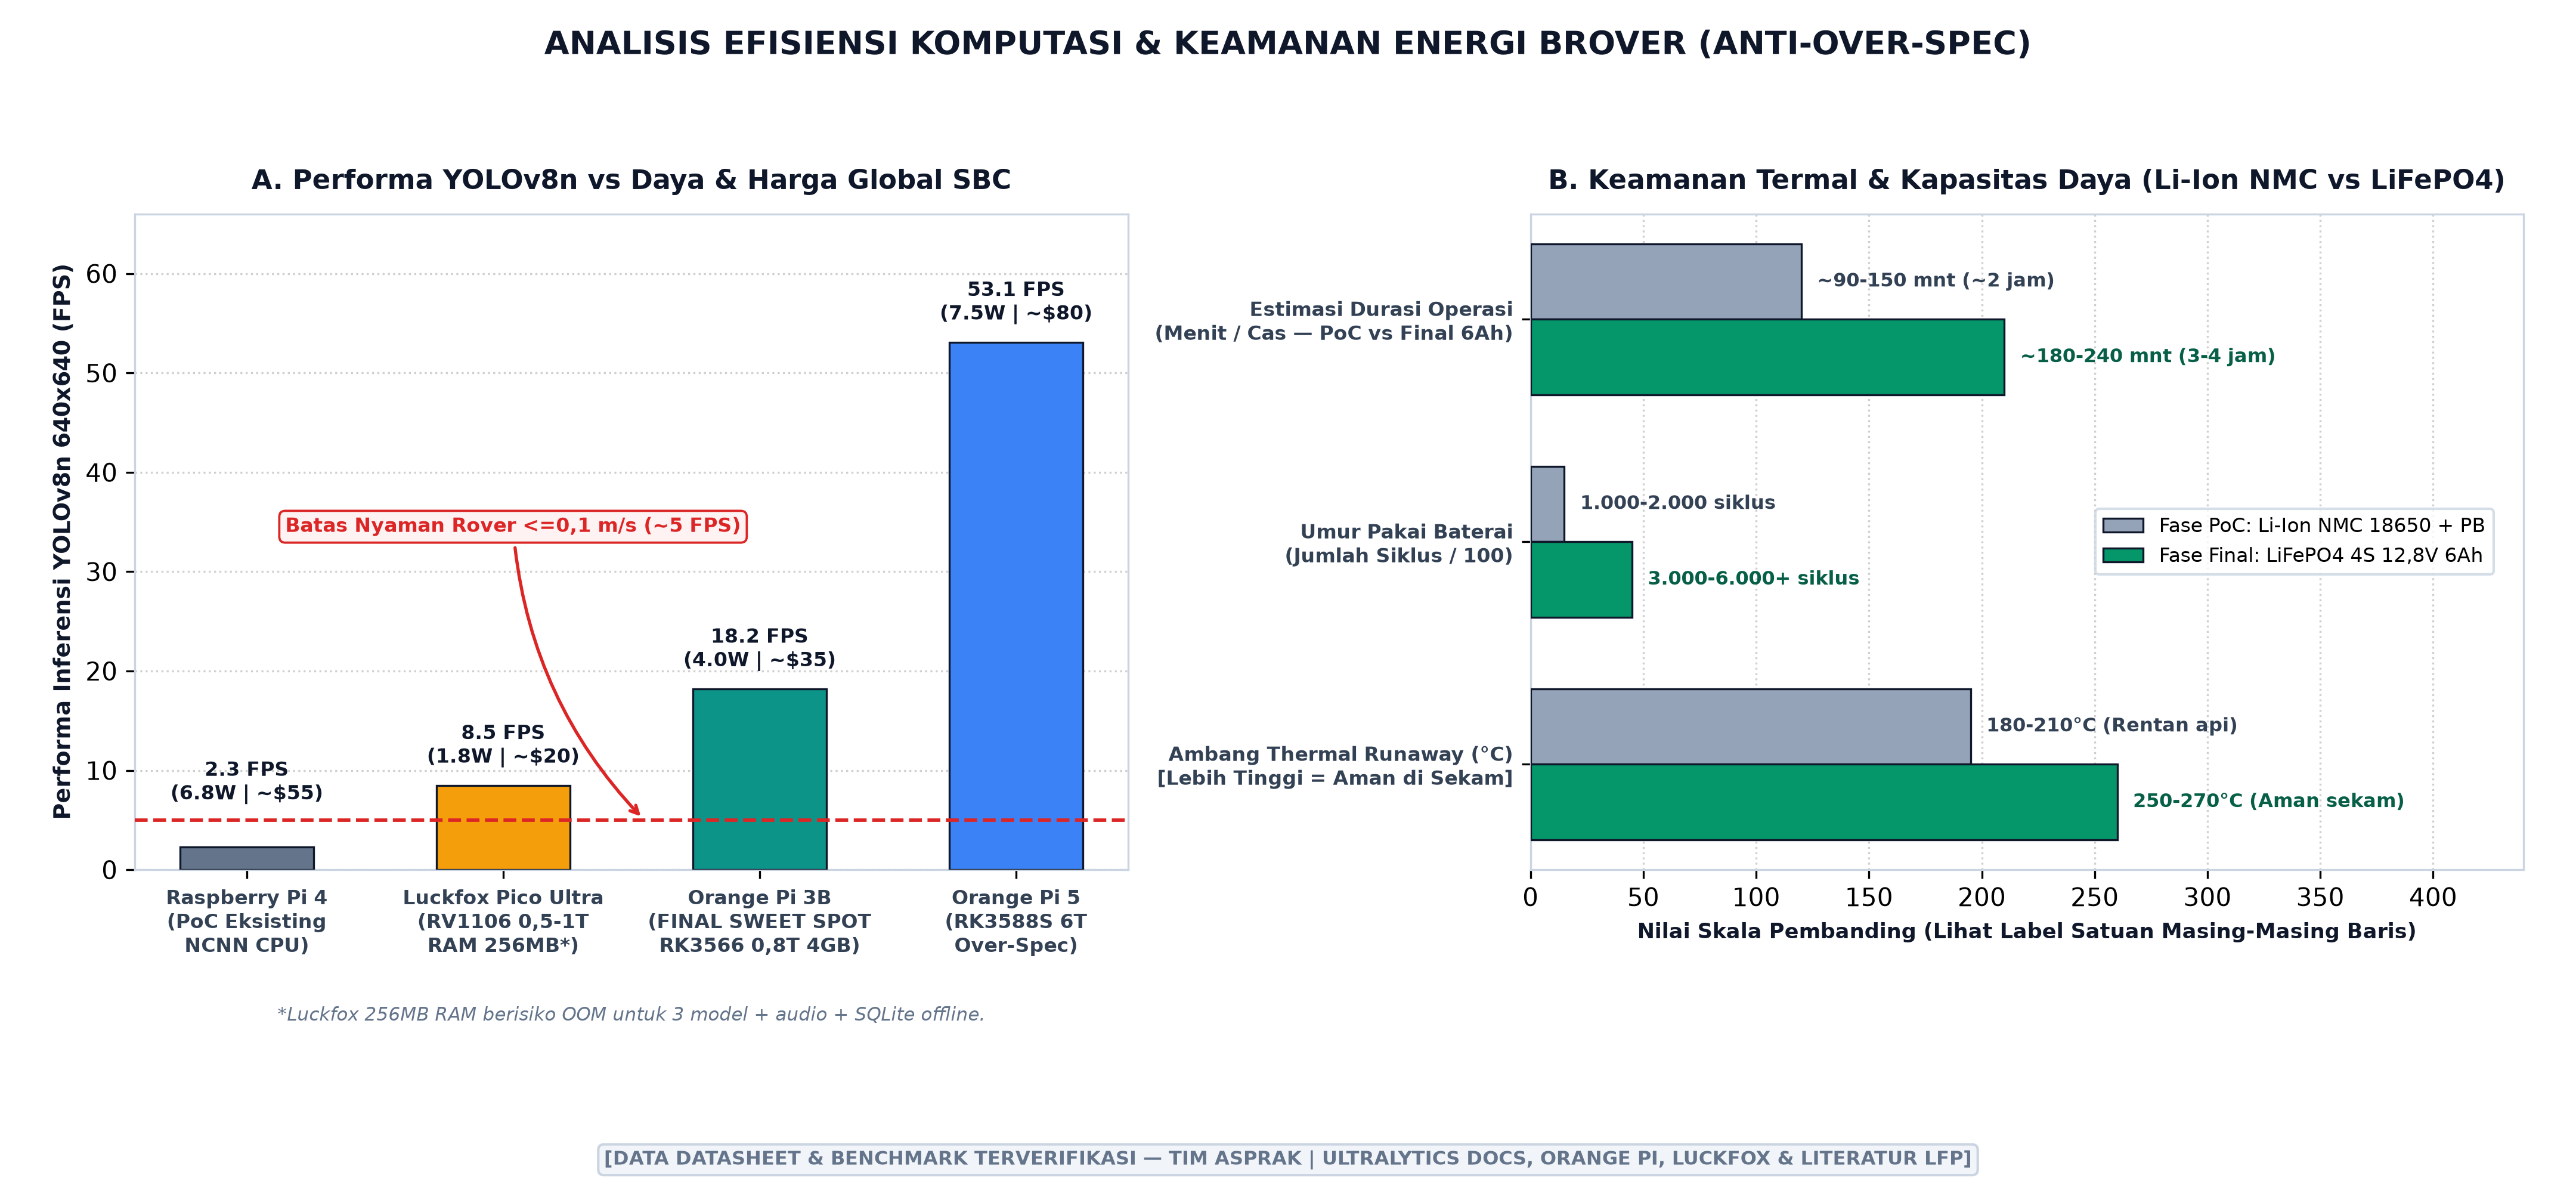 ANALISIS EFISIENSI KOMPUTASI & KEAMANAN ENERGI BROVER (ANTI-OVER-SPEC)
A. Performa YOLOv8n vs Daya & Harga Global SBC
Performa Inferensi YOLOv8n 640x640 (FPS)
60
50
40
30
20
10
0
53.1 FPS
(7.5W | ~$80)
Batas Nyaman Rover <=0,1 m/s (~5 FPS)
18.2 FPS
(4.0W | ~$35)
8.5 FPS
(1.8W | ~$20)
2.3 FPS
(6.8W | ~$55)
Raspberry Pi 4
(PoC Eksisting
NCNN CPU)
Luckfox Pico Ultra
(RV1106 0,5-1T
RAM 256MB*)
Orange Pi 3B
(FINAL SWEET SPOT
RK3566 0,8T 4GB)
Orange Pi 5
(RK3588S 6T
Over-Spec)
*Luckfox 256MB RAM berisiko OOM untuk 3 model + audio + SQLite offline.
B. Keamanan Termal & Kapasitas Daya (Li-Ion NMC vs LiFePO4)
Estimasi Durasi Operasi
(Menit / Cas — PoC vs Final 6Ah)
~90-150 mnt (~2 jam)
~180-240 mnt (3-4 jam)
Umur Pakai Baterai
(Jumlah Siklus / 100)
1.000-2.000 siklus
3.000-6.000+ siklus
Fase PoC: Li-Ion NMC 18650 + PB
Fase Final: LiFePO4 4S 12,8V 6Ah
Ambang Thermal Runaway (°C)
[Lebih Tinggi = Aman di Sekam]
180-210°C (Rentan api)
250-270°C (Aman sekam)
0 50 100 150 200 250 300 350 400
Nilai Skala Pembanding (Lihat Label Satuan Masing-Masing Baris)
[DATA DATASHEET & BENCHMARK TERVERIFIKASI — TIM ASPRAK | ULTRALYTICS DOCS, ORANGE PI, LUCKFOX & LITERATUR LFP]